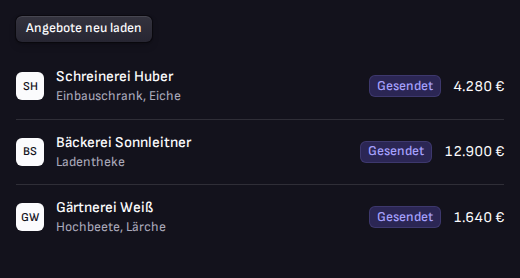 Angebote neu laden
SH
Schreinerei Huber
Einbauschrank, Eiche
Gesendet
4.280 €
BS
Bäckerei Sonnleitner
Ladentheke
Gesendet
12.900 €
GW
Gärtnerei Weiß
Hochbeete, Lärche
Gesendet
1.640 €